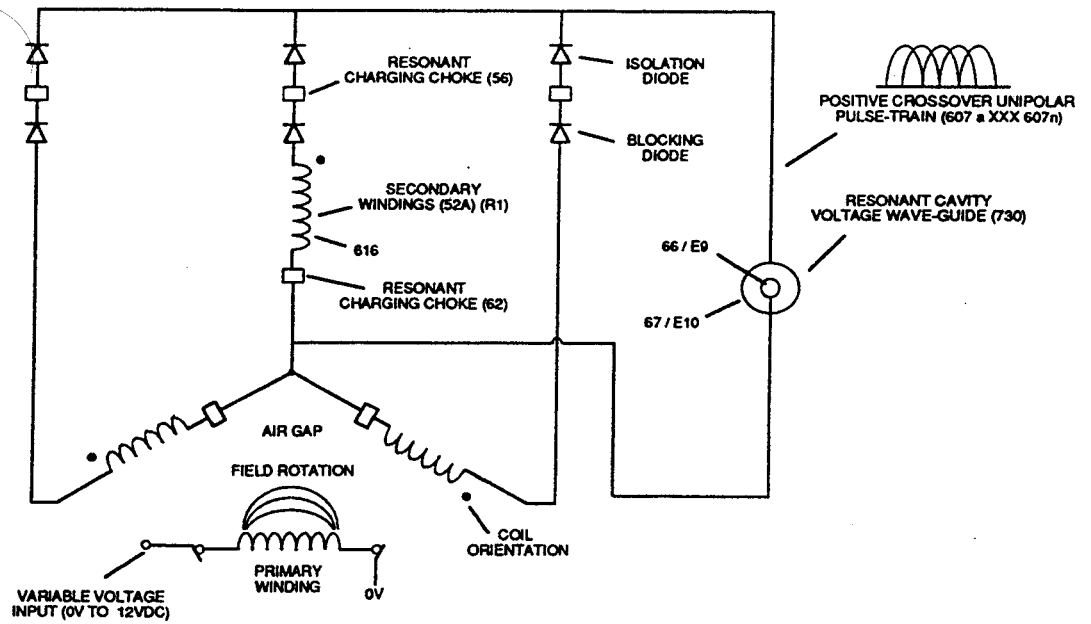 RESONANT
CHARGING CHOKE (56)
ISOLATION
DIODE
POSITIVE CROSSOVER UNIPOLAR
PULSE-TRAIN (607 a XXX 607n)
BLOCKING
DIODE
SECONDARY
WINDINGS (52A) (R1)
616
RESONANT CAVITY
VOLTAGE WAVE-GUIDE (730)
66 / E9
RESONANT
CHARGING CHOKE (62)
67 / E10
AIR GAP
FIELD ROTATION
COIL
ORIENTATION
PRIMARY
WINDING
0V
VARIABLE VOLTAGE
INPUT (0V TO 12VDC)